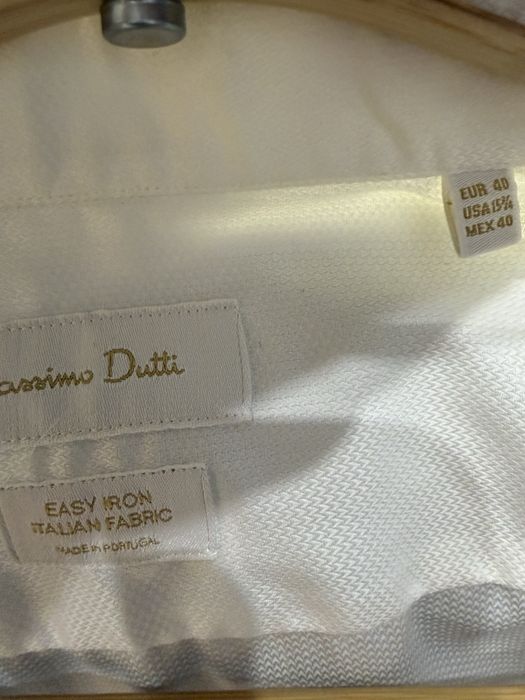 EUR 40
USA 15¾
MEX 40
assimo Dutti
EASY IRON
ITALIAN FABRIC
MADE IN PORTUGAL